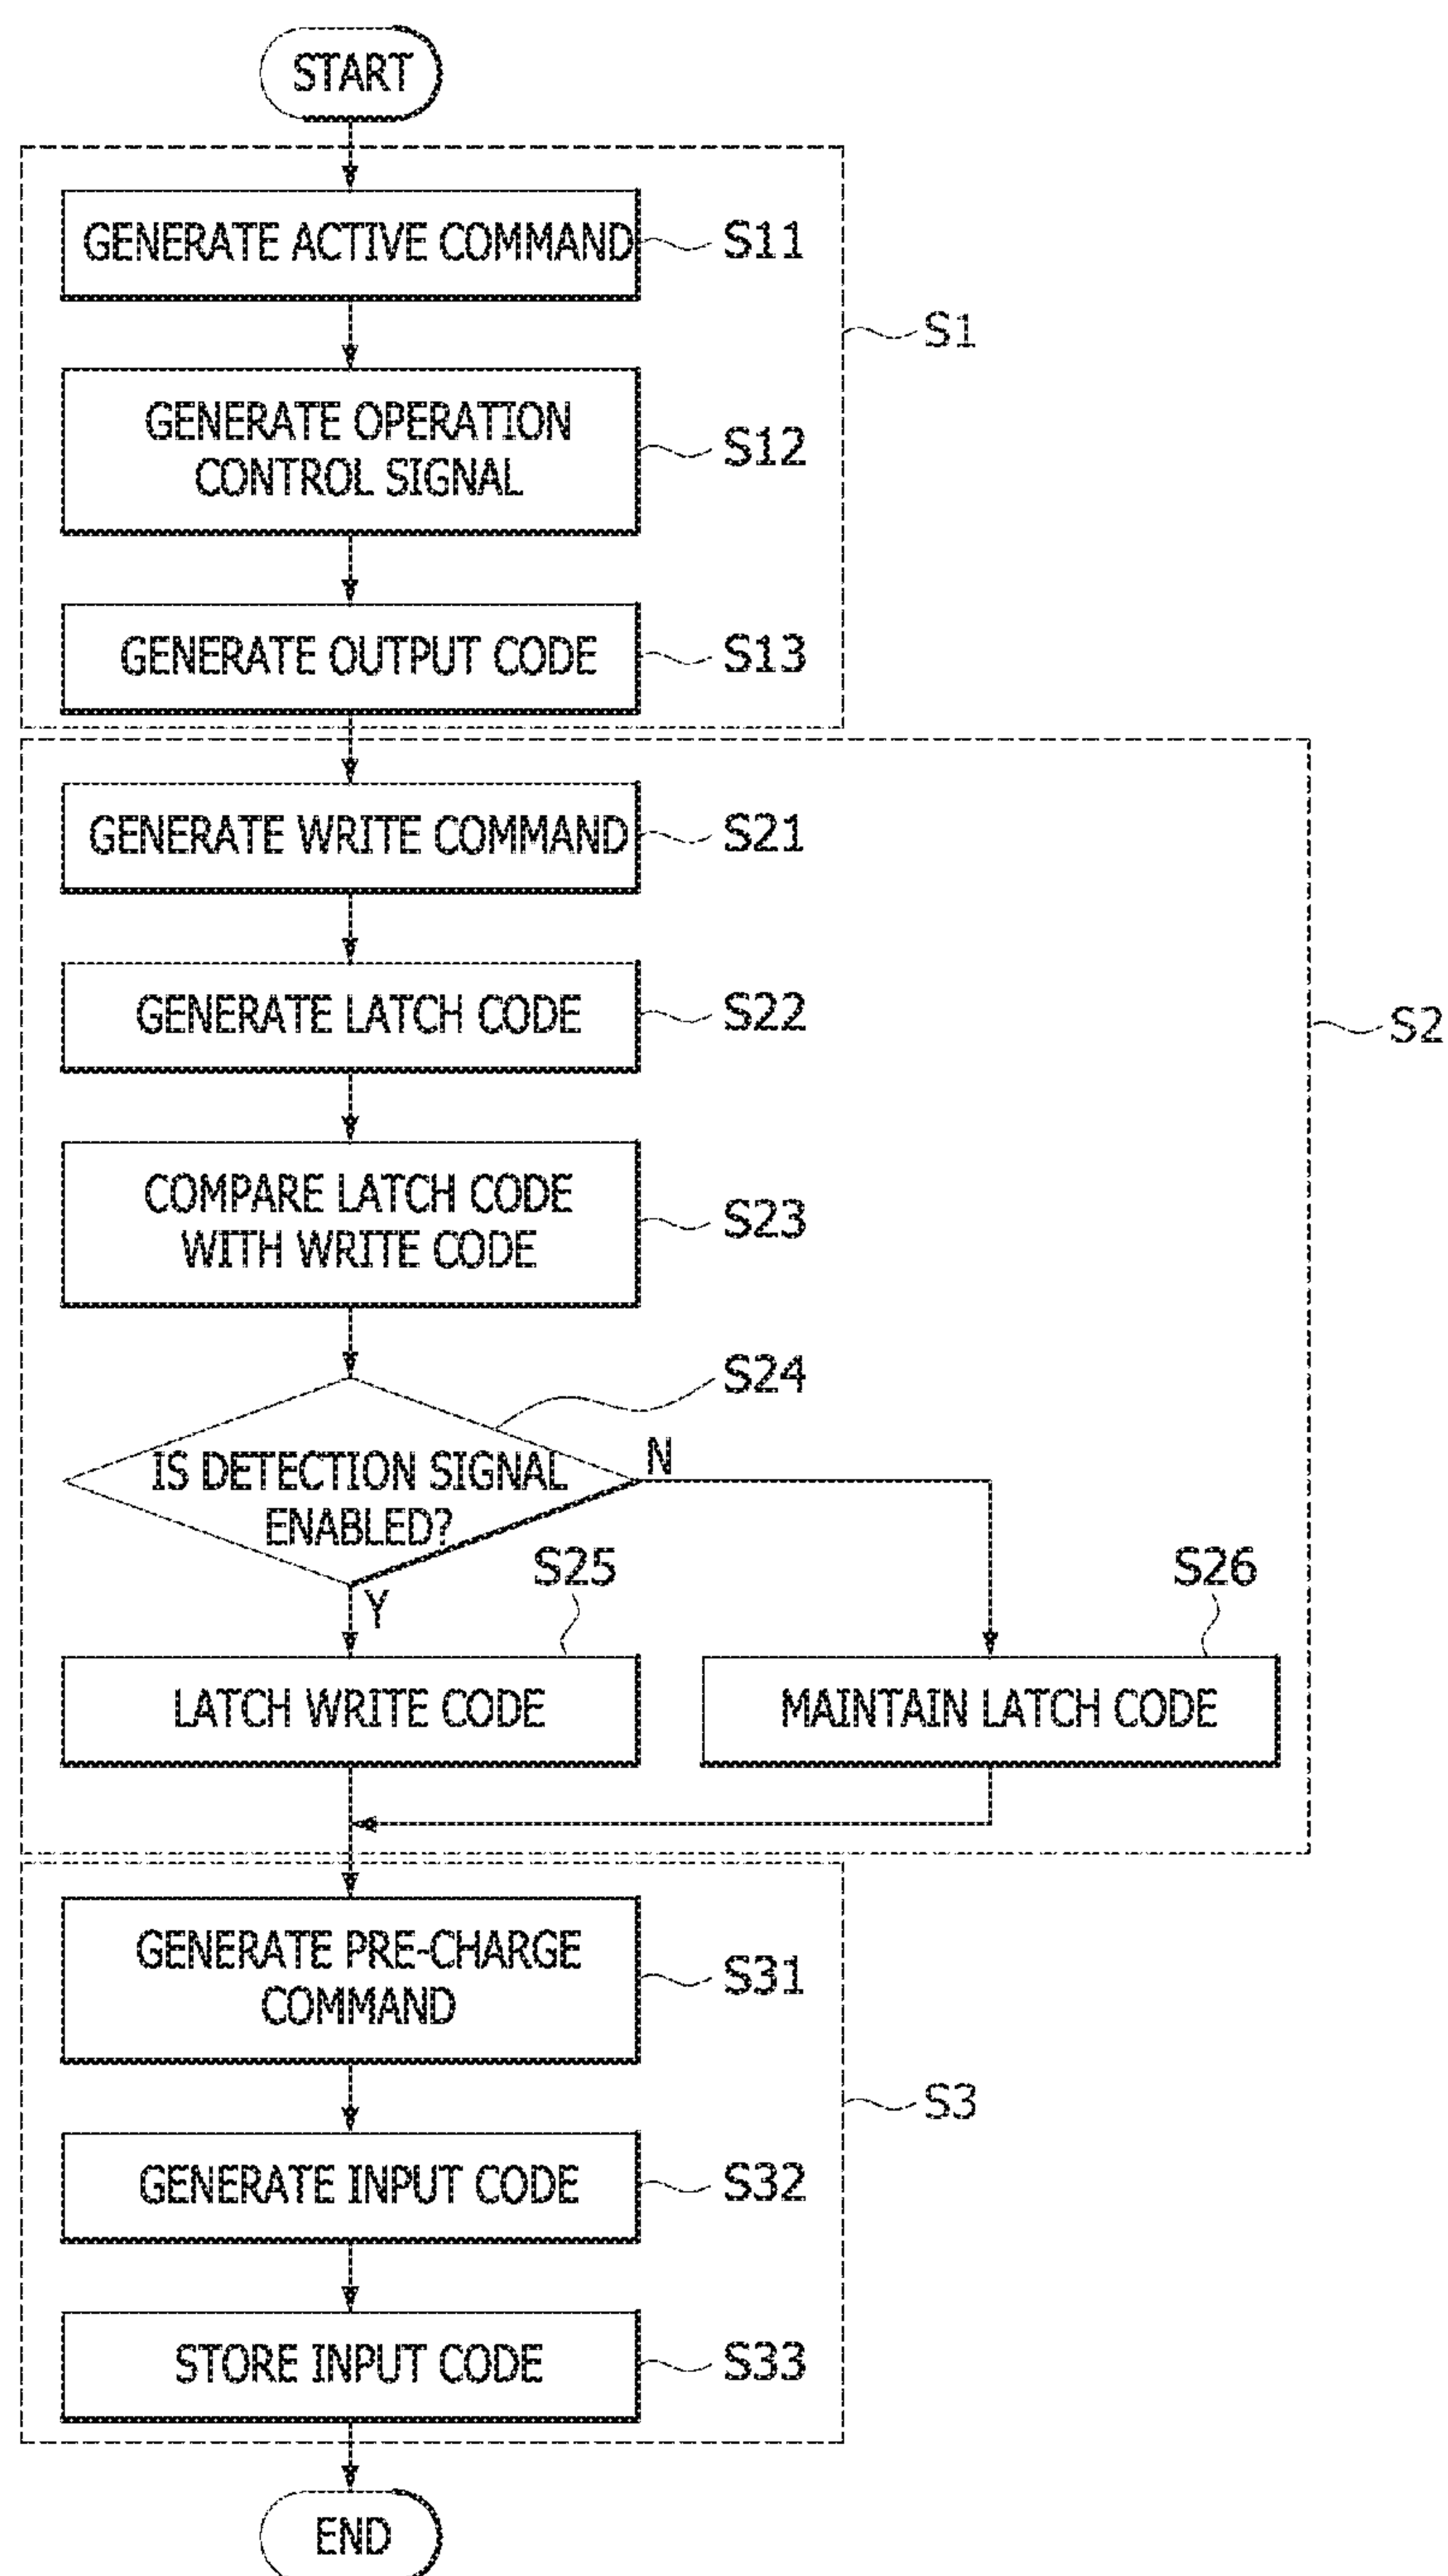 START
GENERATE ACTIVE COMMAND
S11
S1
GENERATE OPERATION
CONTROL SIGNAL
S12
GENERATE OUTPUT CODE
S13
GENERATE WRITE COMMAND
S21
GENERATE LATCH CODE
S22
S2
COMPARE LATCH CODE
WITH WRITE CODE
S23
S24
IS DETECTION SIGNAL
ENABLED?
N
Y
S25
S26
LATCH WRITE CODE
MAINTAIN LATCH CODE
GENERATE PRE-CHARGE
COMMAND
S31
S3
GENERATE INPUT CODE
S32
STORE INPUT CODE
S33
END